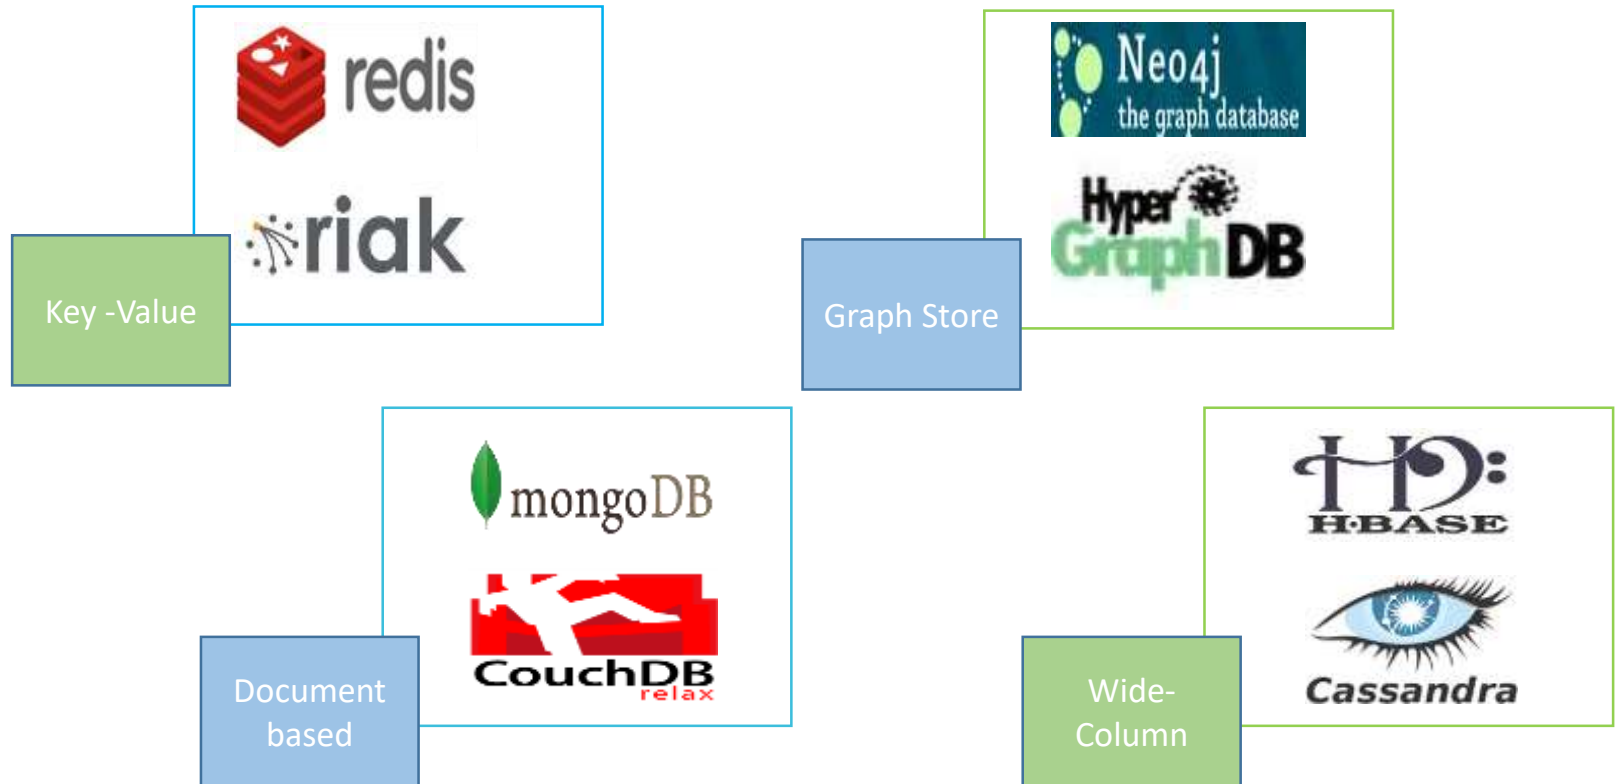 redis
riak
Key -Value
Neo4j
the graph database
Hyper
GraphDB
Graph Store
mongoDB
CouchDB
relax
Document
based
H·BASE
Cassandra
Wide-
Column